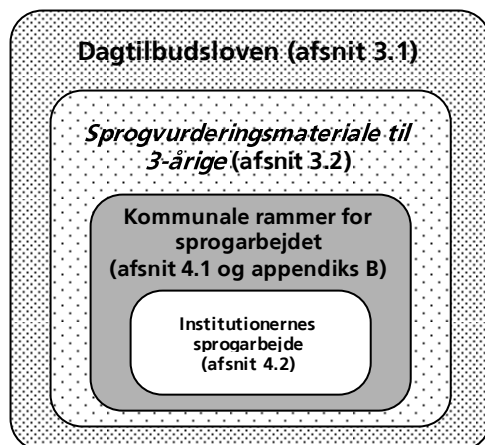 Dagtilbudsloven (afsnit 3.1)
Sprogvurderingsmateriale til
3-årige (afsnit 3.2)
Kommunale rammer for
sprogarbejdet
(afsnit 4.1 og appendiks B)
Institutionernes
sprogarbejde
(afsnit 4.2)